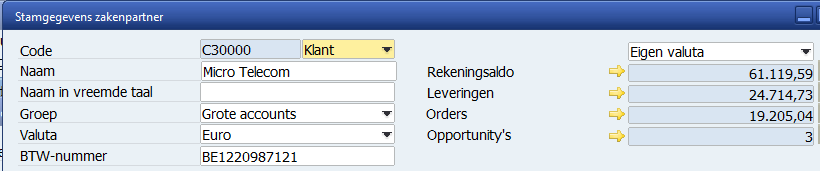 Stamgegevens zakenpartner
Code C30000 Klant Eigen valuta
Naam Micro Telecom Rekeningsaldo 61.119,59
Naam in vreemde taal Leveringen 24.714,73
Groep Grote accounts Orders 19.205,04
Valuta Euro Opportunity's 3
BTW-nummer BE1220987121